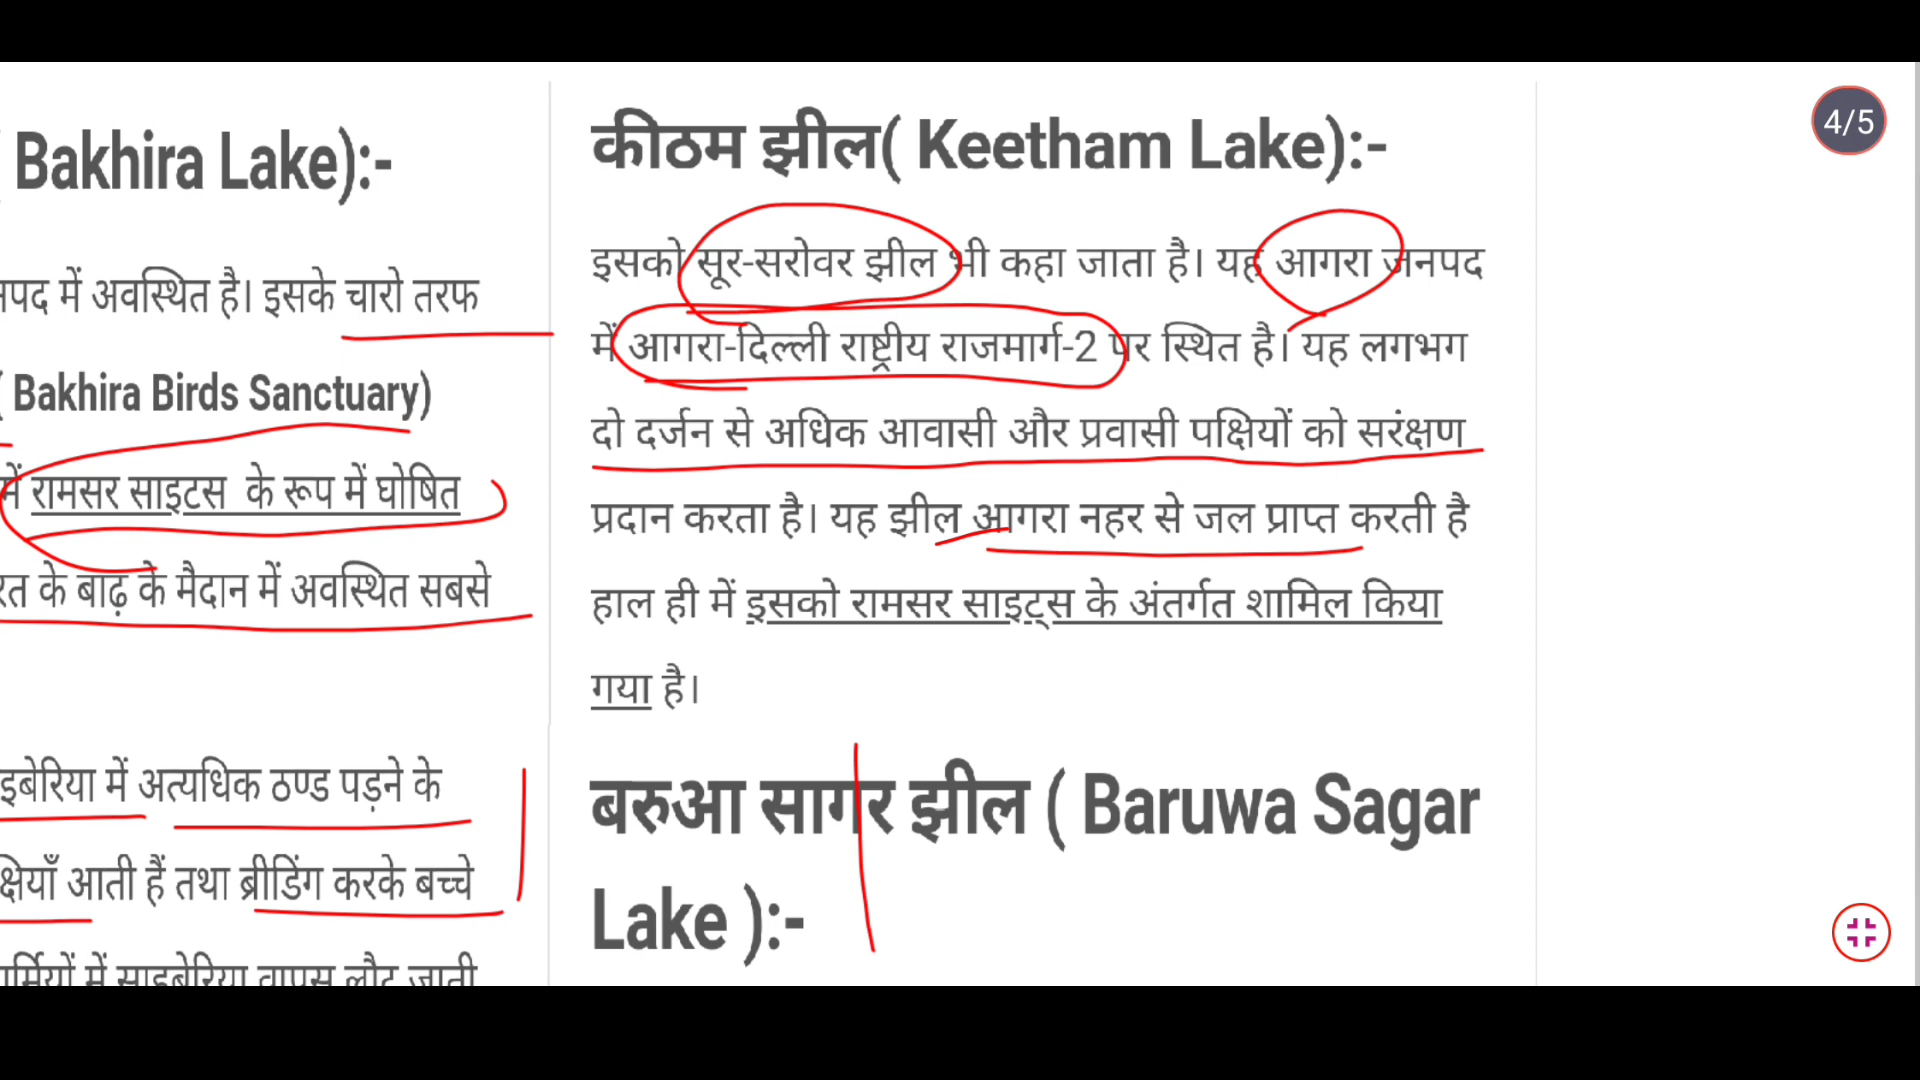 ( Bakhira Lake):-
में अवस्थित है। इसके चारो तरफ
( Bakhira Birds Sanctuary)
में रामसर साइटस के रूप में घोषित
के बाढ़ के मैदान में अवस्थित सबसे
में अत्यधिक ठण्ड पड़ने के
आती हैं तथा ब्रीडिंग करके बच्चे
में साइबेरिया वापस लौट जाती
कीठम झील( Keetham Lake):-
इसको सूर-सरोवर झील भी कहा जाता है। यह आगरा जनपद
में आगरा-दिल्ली राष्ट्रीय राजमार्ग-2 पर स्थित है। यह लगभग
दो दर्जन से अधिक आवासी और प्रवासी पक्षियों को सरंक्षण
प्रदान करता है। यह झील आगरा नहर से जल प्राप्त करती है
हाल ही में इसको रामसर साइट्स के अंतर्गत शामिल किया
गया है।
बरुआ सागर झील ( Baruwa Sagar
Lake ):-
4/5